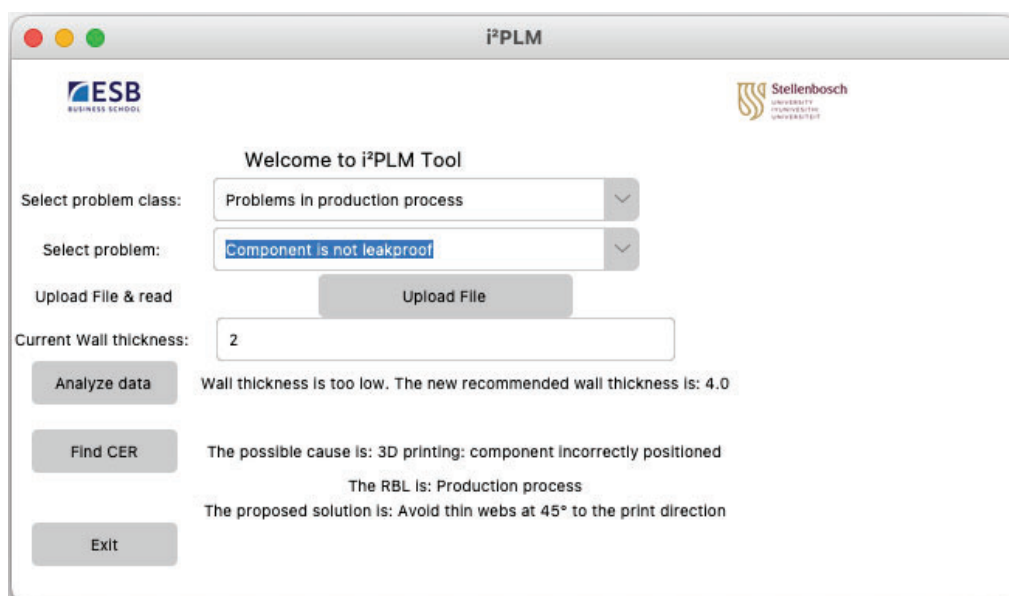 i²PLM
ESB
BUSINESS SCHOOL
Stellenbosch
UNIVERSITY
IYUNIVESITHI
UNIVERSITEIT
Welcome to i²PLM Tool
Select problem class: Problems in production process
Select problem: Component is not leakproof
Upload File & read Upload File
Current Wall thickness: 2
Analyze data Wall thickness is too low. The new recommended wall thickness is: 4.0
Find CER The possible cause is: 3D printing: component incorrectly positioned
The RBL is: Production process
The proposed solution is: Avoid thin webs at 45° to the print direction
Exit